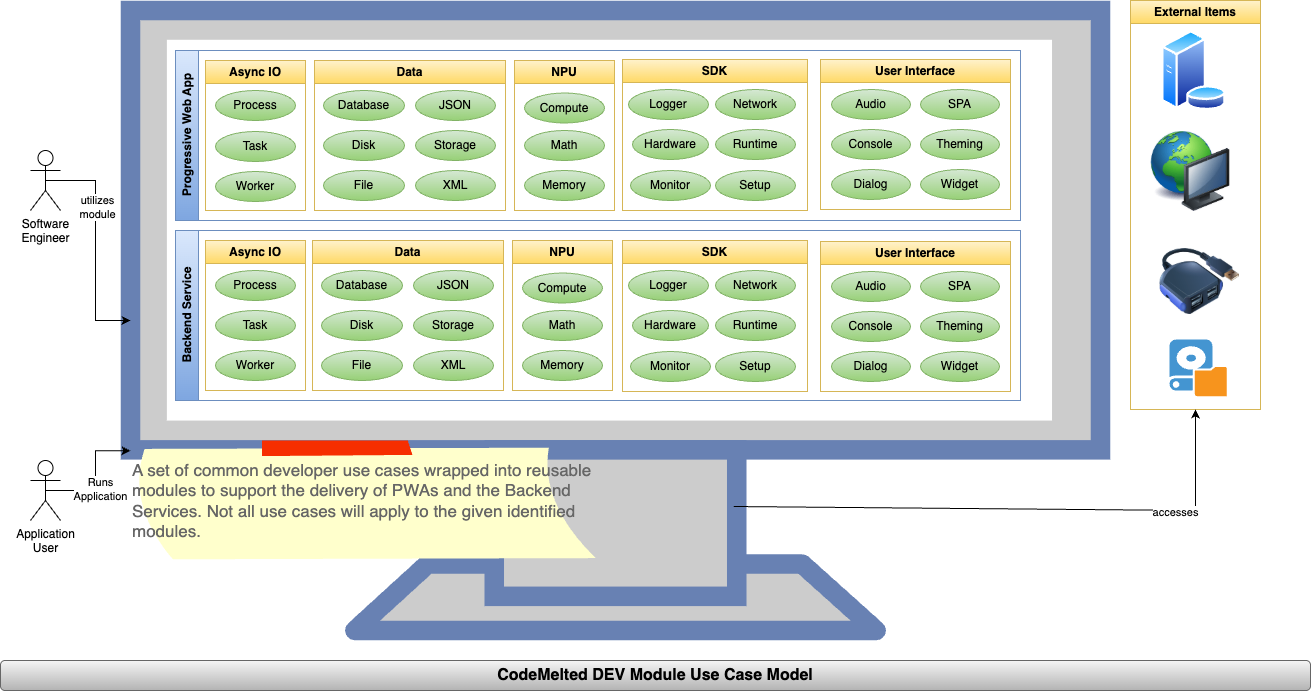 External Items
Progressive Web App
Async IO
Process
Task
Worker
Data
Database
JSON
Disk
Storage
File
XML
NPU
Compute
Math
Memory
SDK
Logger
Network
Hardware
Runtime
Monitor
Setup
User Interface
Audio
SPA
Console
Theming
Dialog
Widget
Software
Engineer
utilizes
module
Backend Service
Async IO
Process
Task
Worker
Data
Database
JSON
Disk
Storage
File
XML
NPU
Compute
Math
Memory
SDK
Logger
Network
Hardware
Runtime
Monitor
Setup
User Interface
Audio
SPA
Console
Theming
Dialog
Widget
Application
User
Runs
Application
A set of common developer use cases wrapped into reusable
modules to support the delivery of PWAs and the Backend
Services. Not all use cases will apply to the given identified
modules.
accesses
CodeMelted DEV Module Use Case Model